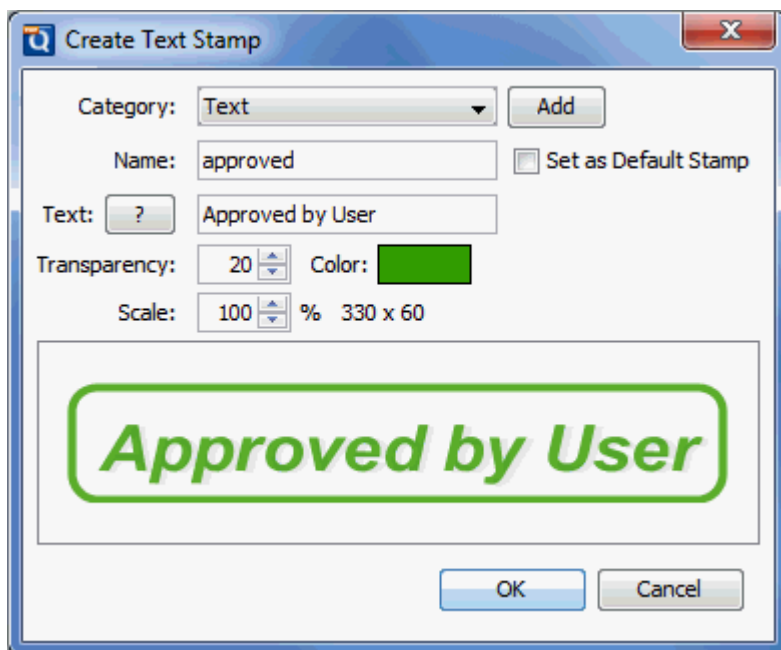 Create Text Stamp
Category: Text Add
Name: approved Set as Default Stamp
Text: ? Approved by User
Transparency: 20 Color:
Scale: 100 % 330 x 60
Approved by User
OK Cancel